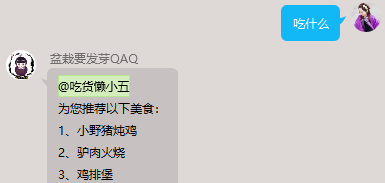 吃什么
盆栽要发芽QAQ
@吃货懒小五
为您推荐以下美食：
1、小野猪炖鸡
2、驴肉火烧
3、鸡排堡